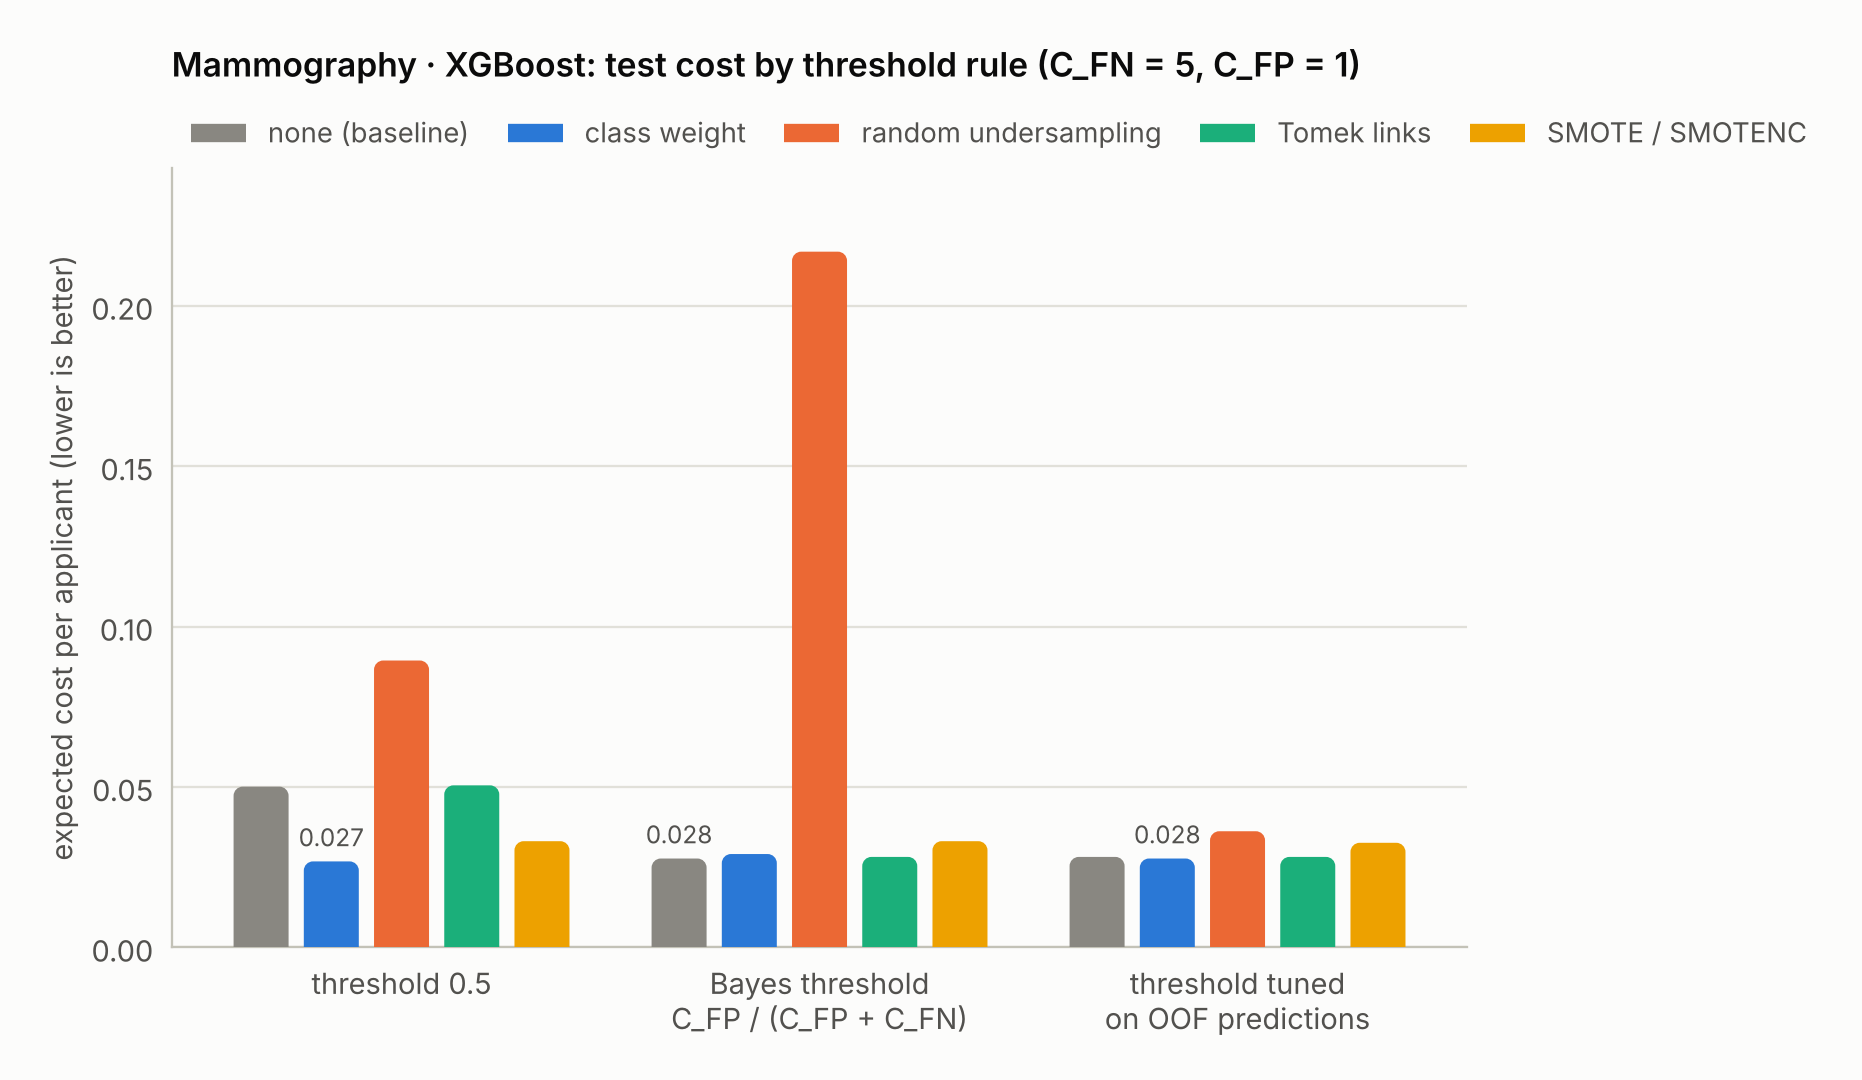 Mammography · XGBoost: test cost by threshold rule (C_FN = 5, C_FP = 1)
none (baseline) class weight random undersampling Tomek links SMOTE / SMOTENC
expected cost per applicant (lower is better)
0.20
0.15
0.10
0.05
0.00
0.027
0.028
0.028
threshold 0.5
Bayes threshold
C_FP / (C_FP + C_FN)
threshold tuned
on OOF predictions